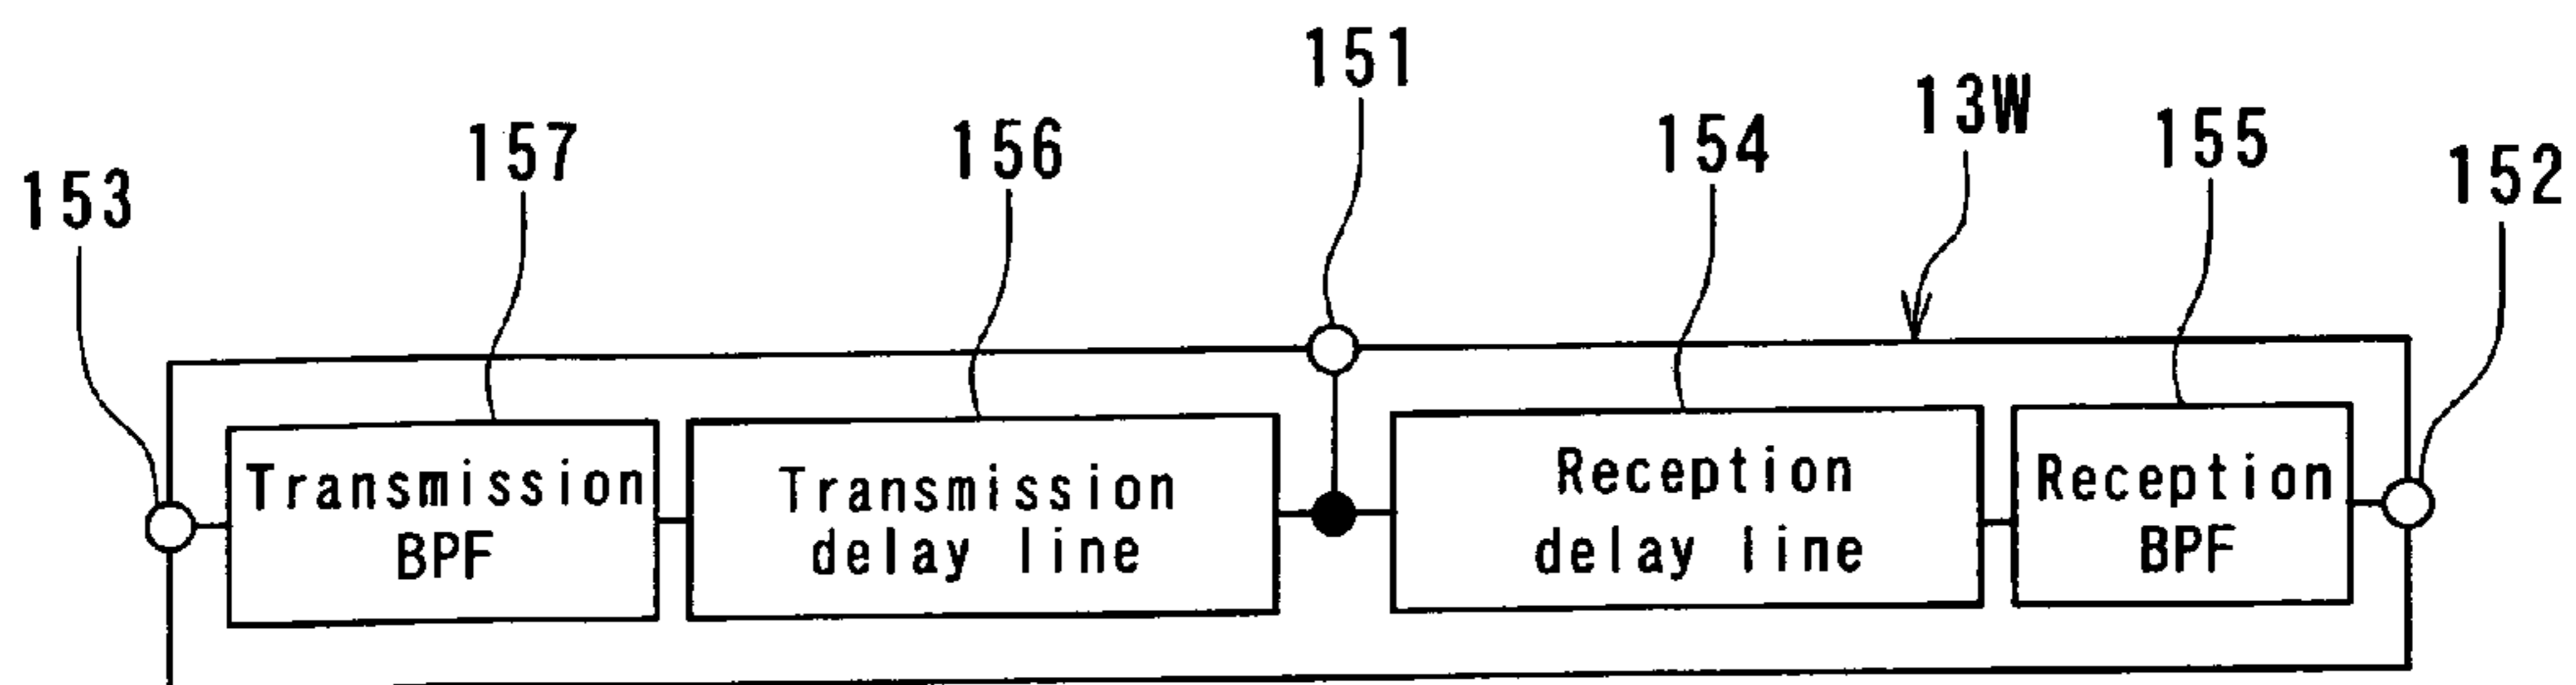 151
13W
157
156
154
155
153
152
Transmission
BPF
Transmission
delay line
Reception
delay line
Reception
BPF